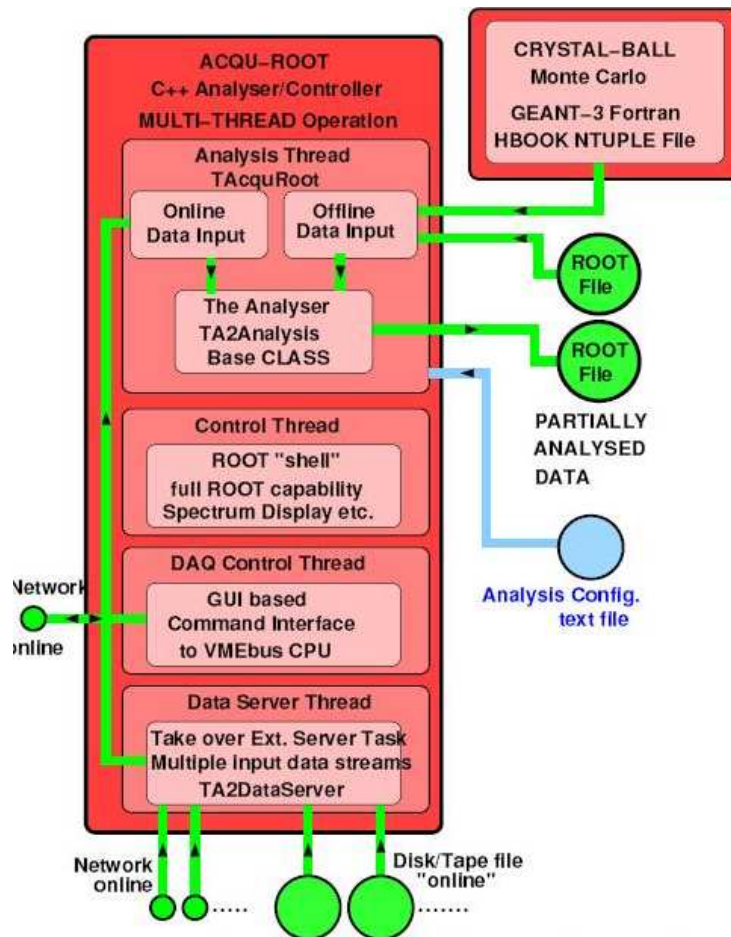 ACQU–ROOT
C++ Analyser/Controller
MULTI–THREAD Operation
Analysis Thread
TAcquRoot
Online
Data Input
Offline
Data Input
The Analyser
TA2Analysis
Base CLASS
Control Thread
ROOT "shell"
full ROOT capability
Spectrum Display etc.
DAQ Control Thread
GUI based
Command Interface
to VMEbus CPU
Data Server Thread
Take over Ext. Server Task
Multiple input data streams
TA2DataServer
CRYSTAL–BALL
Monte Carlo
GEANT–3 Fortran
HBOOK NTUPLE File
ROOT
File
ROOT
File
PARTIALLY
ANALYSED
DATA
Analysis Config.
text file
Network
online
Network
online
.....
Disk/Tape file
"online"
.......